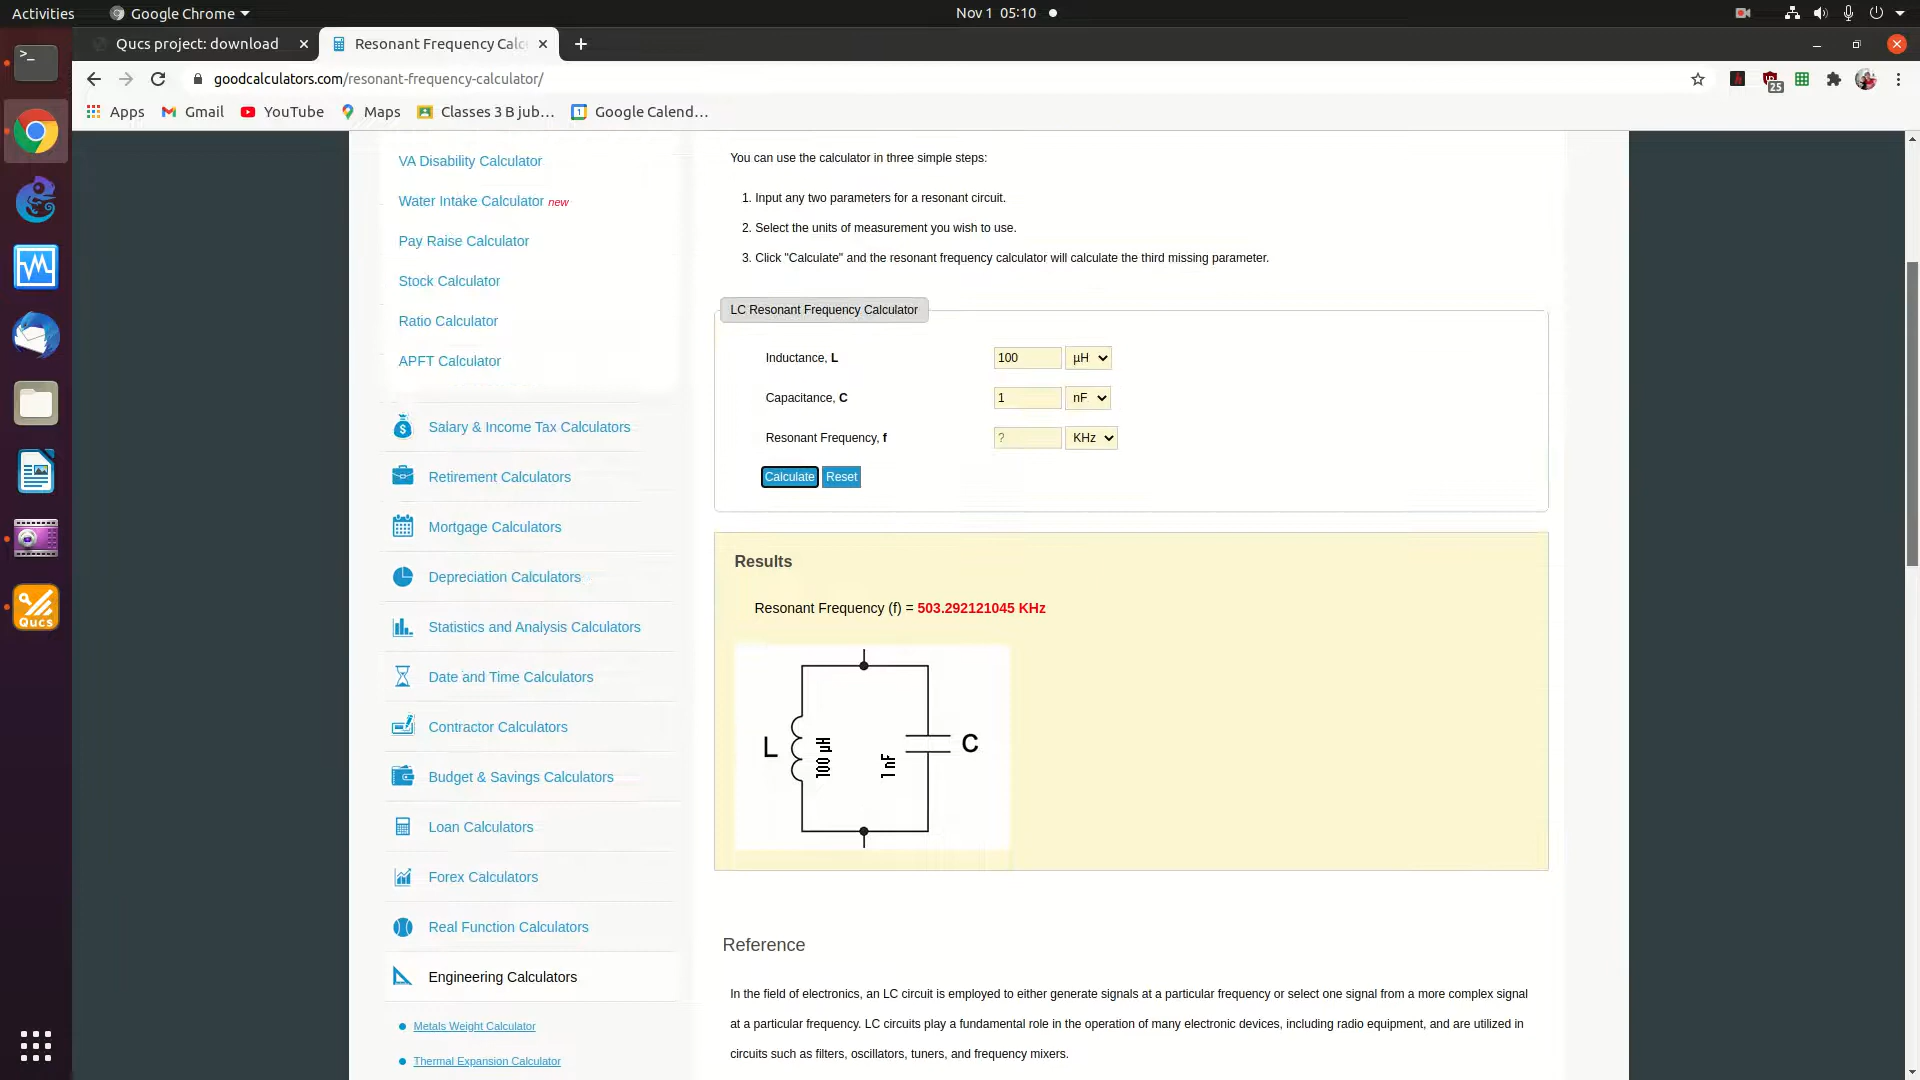 Activities
Google Chrome
Nov 1 05:10
Qucs project: download
Resonant Frequency Calc
goodcalculators.com/resonant-frequency-calculator/
25
Apps
Gmail
YouTube
Maps
Classes 3 B jub...
Google Calend...
VA Disability Calculator
Water Intake Calculator new
Pay Raise Calculator
Stock Calculator
Ratio Calculator
APFT Calculator
Salary & Income Tax Calculators
Retirement Calculators
Mortgage Calculators
Depreciation Calculators
Statistics and Analysis Calculators
Date and Time Calculators
Contractor Calculators
Budget & Savings Calculators
Loan Calculators
Forex Calculators
Real Function Calculators
Engineering Calculators
Metals Weight Calculator
Thermal Expansion Calculator
You can use the calculator in three simple steps:
1. Input any two parameters for a resonant circuit.
2. Select the units of measurement you wish to use.
3. Click "Calculate" and the resonant frequency calculator will calculate the third missing parameter.
LC Resonant Frequency Calculator
Inductance, L 100 µH
Capacitance, C 1 nF
Resonant Frequency, f ? KHz
Calculate Reset
Results
Resonant Frequency (f) = 503.292121045 KHz
L 100 µH 1 nF C
Reference
In the field of electronics, an LC circuit is employed to either generate signals at a particular frequency or select one signal from a more complex signal
at a particular frequency. LC circuits play a fundamental role in the operation of many electronic devices, including radio equipment, and are utilized in
circuits such as filters, oscillators, tuners, and frequency mixers.
Qucs